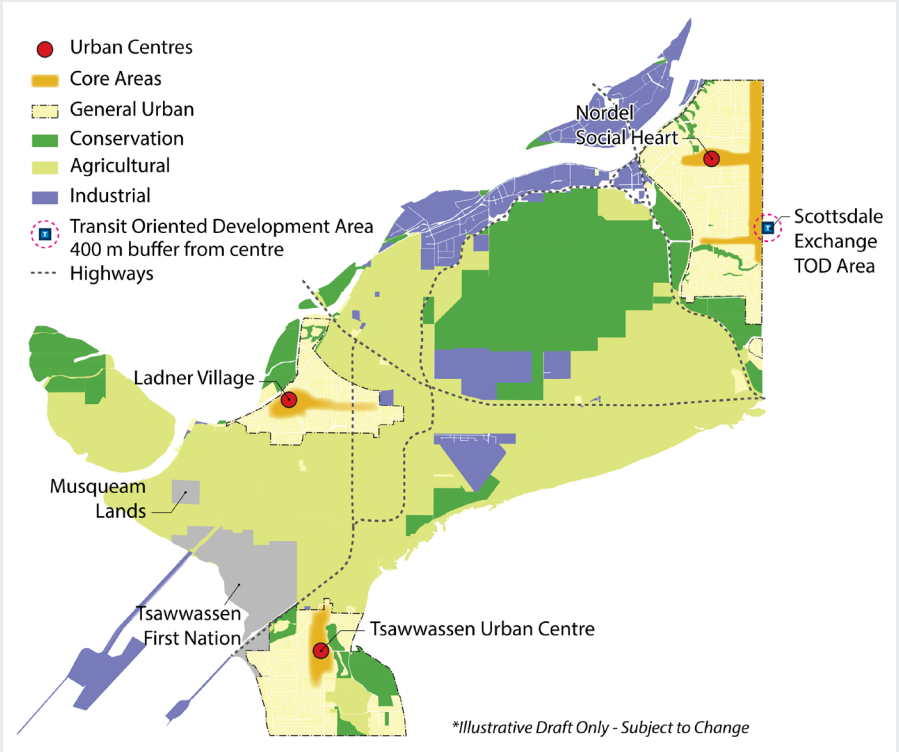 Urban Centres
Core Areas
General Urban
Conservation
Agricultural
Industrial
T
Transit Oriented Development Area
400 m buffer from centre
Highways
Nordel
Social Heart
T
Scottsdale
Exchange
TOD Area
Ladner Village
Musqueam
Lands
Tsawwassen
First Nation
Tsawwassen Urban Centre
*Illustrative Draft Only - Subject to Change